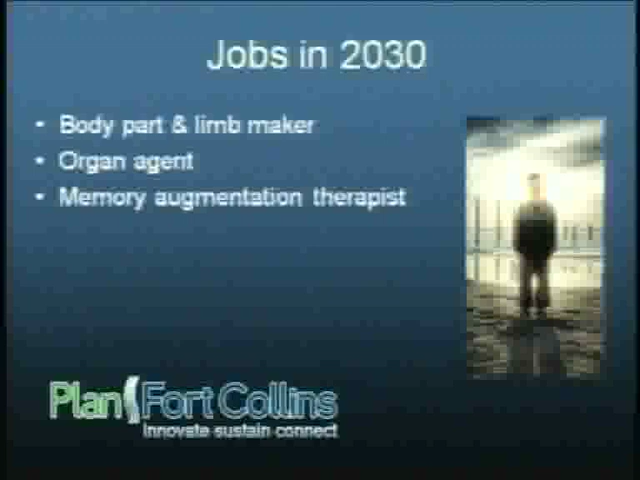 Jobs in 2030
• Body part & limb maker
• Organ agent
• Memory augmentation therapist
Plan Fort Collins
Innovate sustain connect